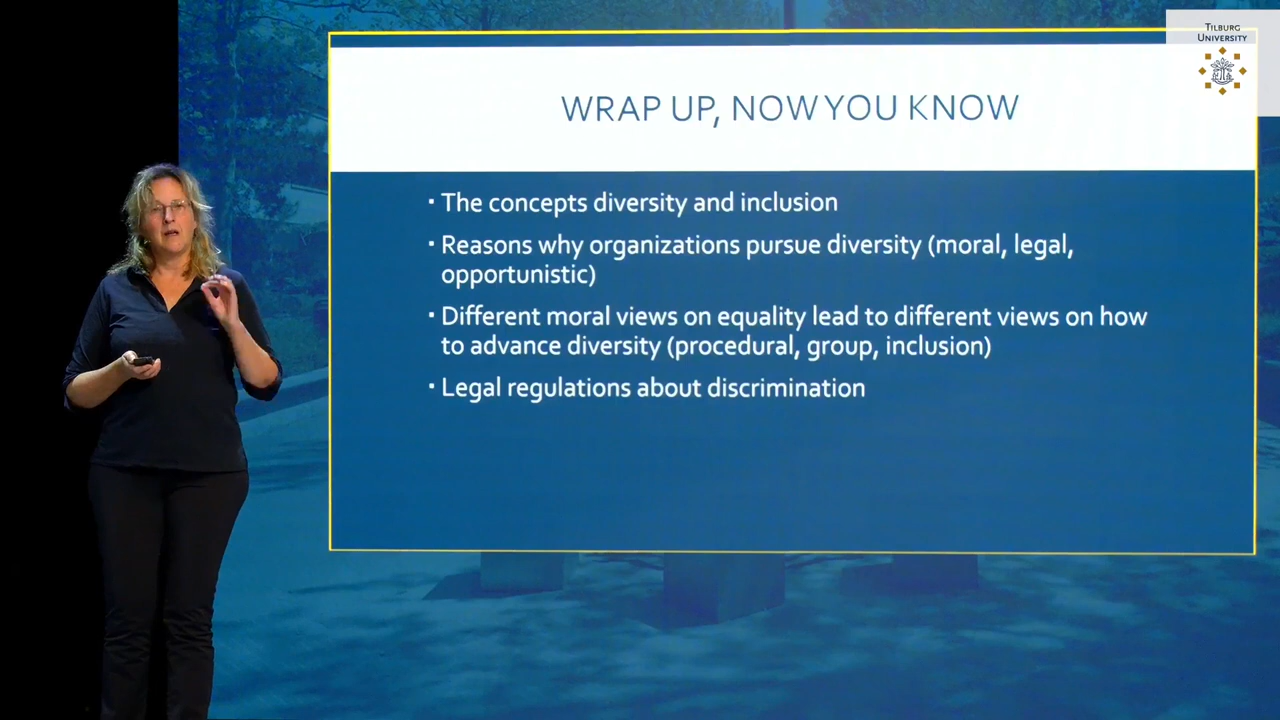 TILBURG
UNIVERSITY
WRAP UP, NOW YOU KNOW
▪ The concepts diversity and inclusion
▪ Reasons why organizations pursue diversity (moral, legal,
opportunistic)
▪ Different moral views on equality lead to different views on how
to advance diversity (procedural, group, inclusion)
▪ Legal regulations about discrimination